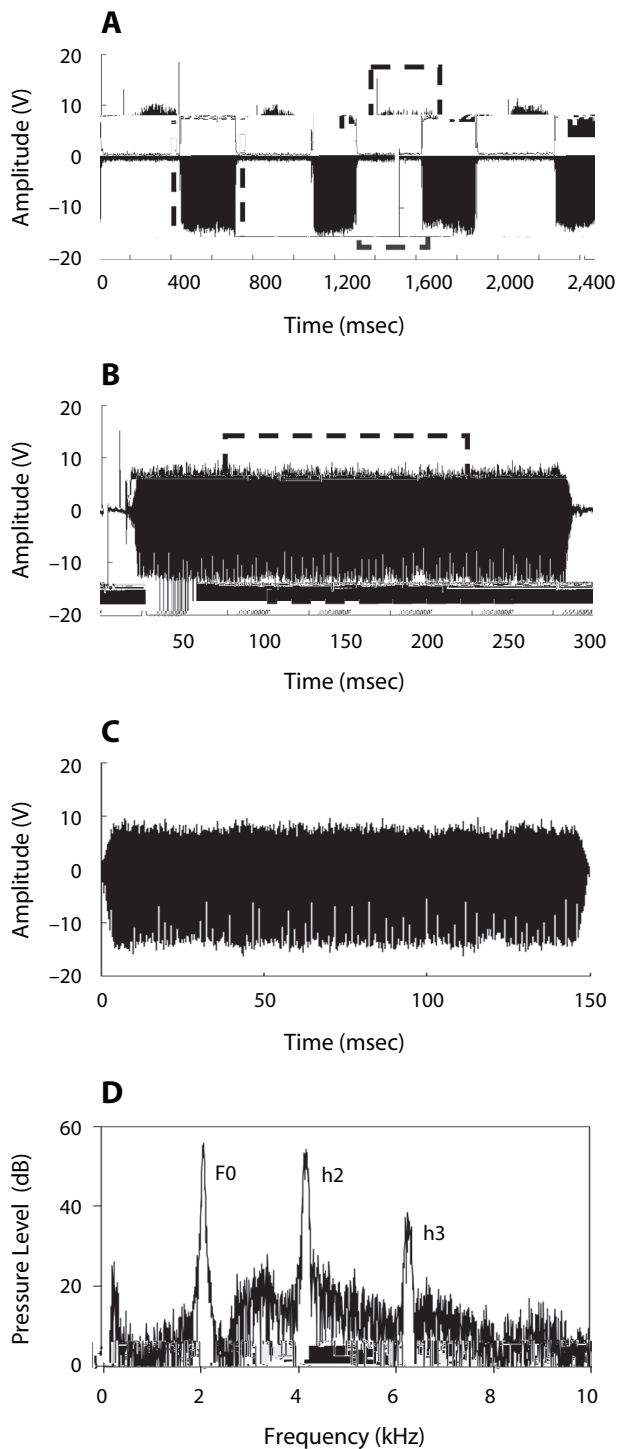 A
Amplitude (V)
20
10
0
−10
−20
0 400 800 1,200 1,600 2,000 2,400
Time (msec)
B
Amplitude (V)
20
10
0
−10
−20
50 100 150 200 250 300
Time (msec)
C
Amplitude (V)
20
10
0
−10
−20
0 50 100 150
Time (msec)
D
Pressure Level (dB)
60
40
20
0
F0
h2
h3
0 2 4 6 8 10
Frequency (kHz)